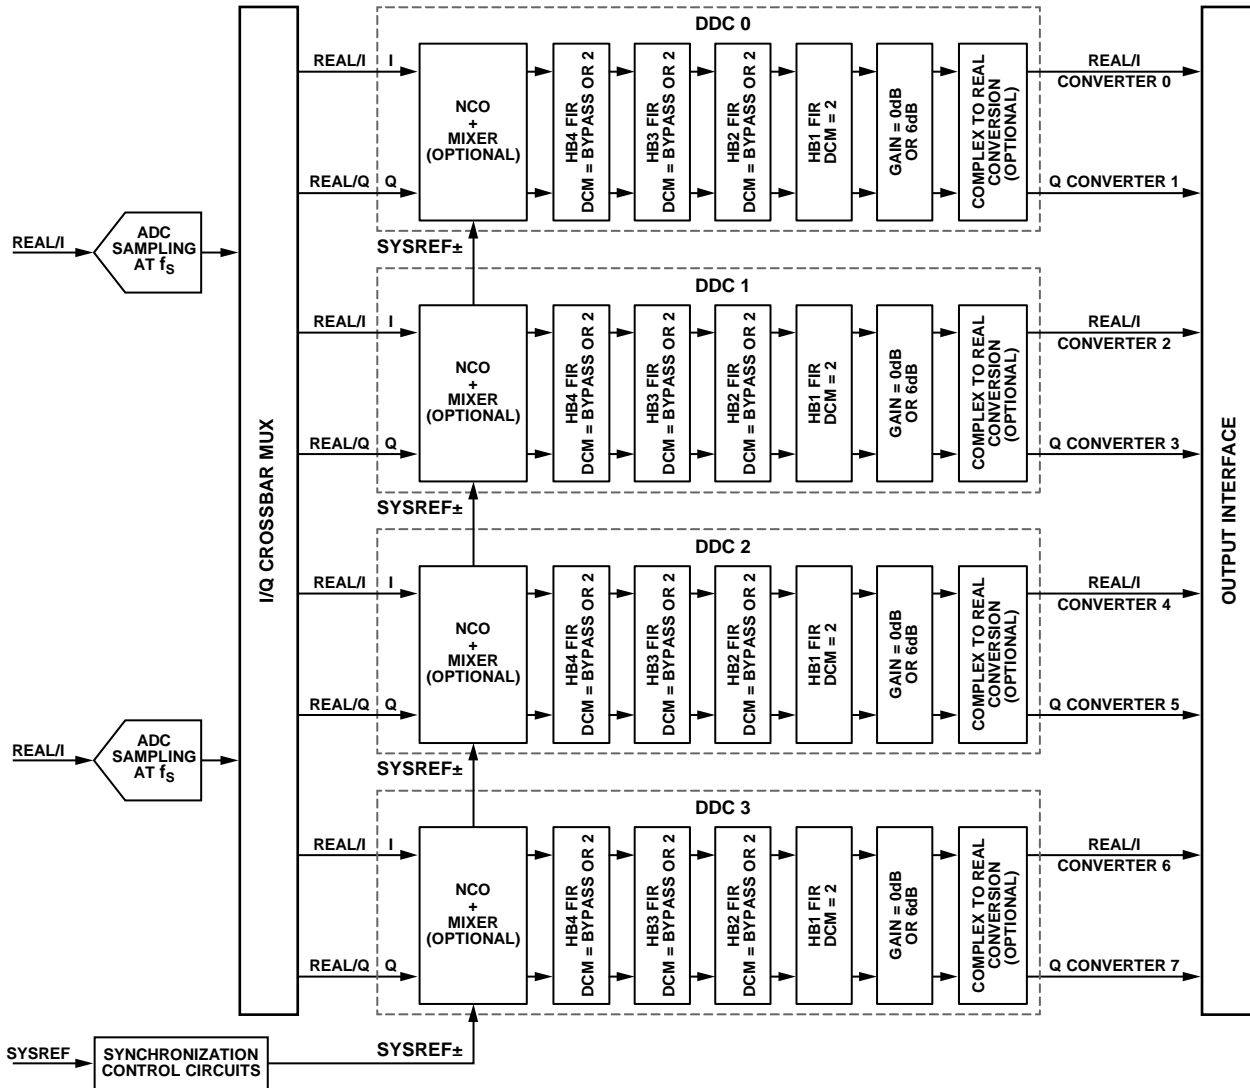 REAL/I
ADC
SAMPLING
AT fS
REAL/I
ADC
SAMPLING
AT fS
SYSREF
SYNCHRONIZATION
CONTROL CIRCUITS
I/Q CROSSBAR MUX
DDC 0
REAL/I I
REAL/Q Q
NCO
+
MIXER
(OPTIONAL)
HB4 FIR
DCM = BYPASS OR 2
HB3 FIR
DCM = BYPASS OR 2
HB2 FIR
DCM = BYPASS OR 2
HB1 FIR
DCM = 2
GAIN = 0dB
OR 6dB
COMPLEX TO REAL
CONVERSION
(OPTIONAL)
REAL/I
CONVERTER 0
Q CONVERTER 1
SYSREF±
DDC 1
REAL/I I
REAL/Q Q
NCO
+
MIXER
(OPTIONAL)
HB4 FIR
DCM = BYPASS OR 2
HB3 FIR
DCM = BYPASS OR 2
HB2 FIR
DCM = BYPASS OR 2
HB1 FIR
DCM = 2
GAIN = 0dB
OR 6dB
COMPLEX TO REAL
CONVERSION
(OPTIONAL)
REAL/I
CONVERTER 2
Q CONVERTER 3
SYSREF±
DDC 2
REAL/I I
REAL/Q Q
NCO
+
MIXER
(OPTIONAL)
HB4 FIR
DCM = BYPASS OR 2
HB3 FIR
DCM = BYPASS OR 2
HB2 FIR
DCM = BYPASS OR 2
HB1 FIR
DCM = 2
GAIN = 0dB
OR 6dB
COMPLEX TO REAL
CONVERSION
(OPTIONAL)
REAL/I
CONVERTER 4
Q CONVERTER 5
SYSREF±
DDC 3
REAL/I I
REAL/Q Q
NCO
+
MIXER
(OPTIONAL)
HB4 FIR
DCM = BYPASS OR 2
HB3 FIR
DCM = BYPASS OR 2
HB2 FIR
DCM = BYPASS OR 2
HB1 FIR
DCM = 2
GAIN = 0dB
OR 6dB
COMPLEX TO REAL
CONVERSION
(OPTIONAL)
REAL/I
CONVERTER 6
Q CONVERTER 7
SYSREF±
OUTPUT INTERFACE